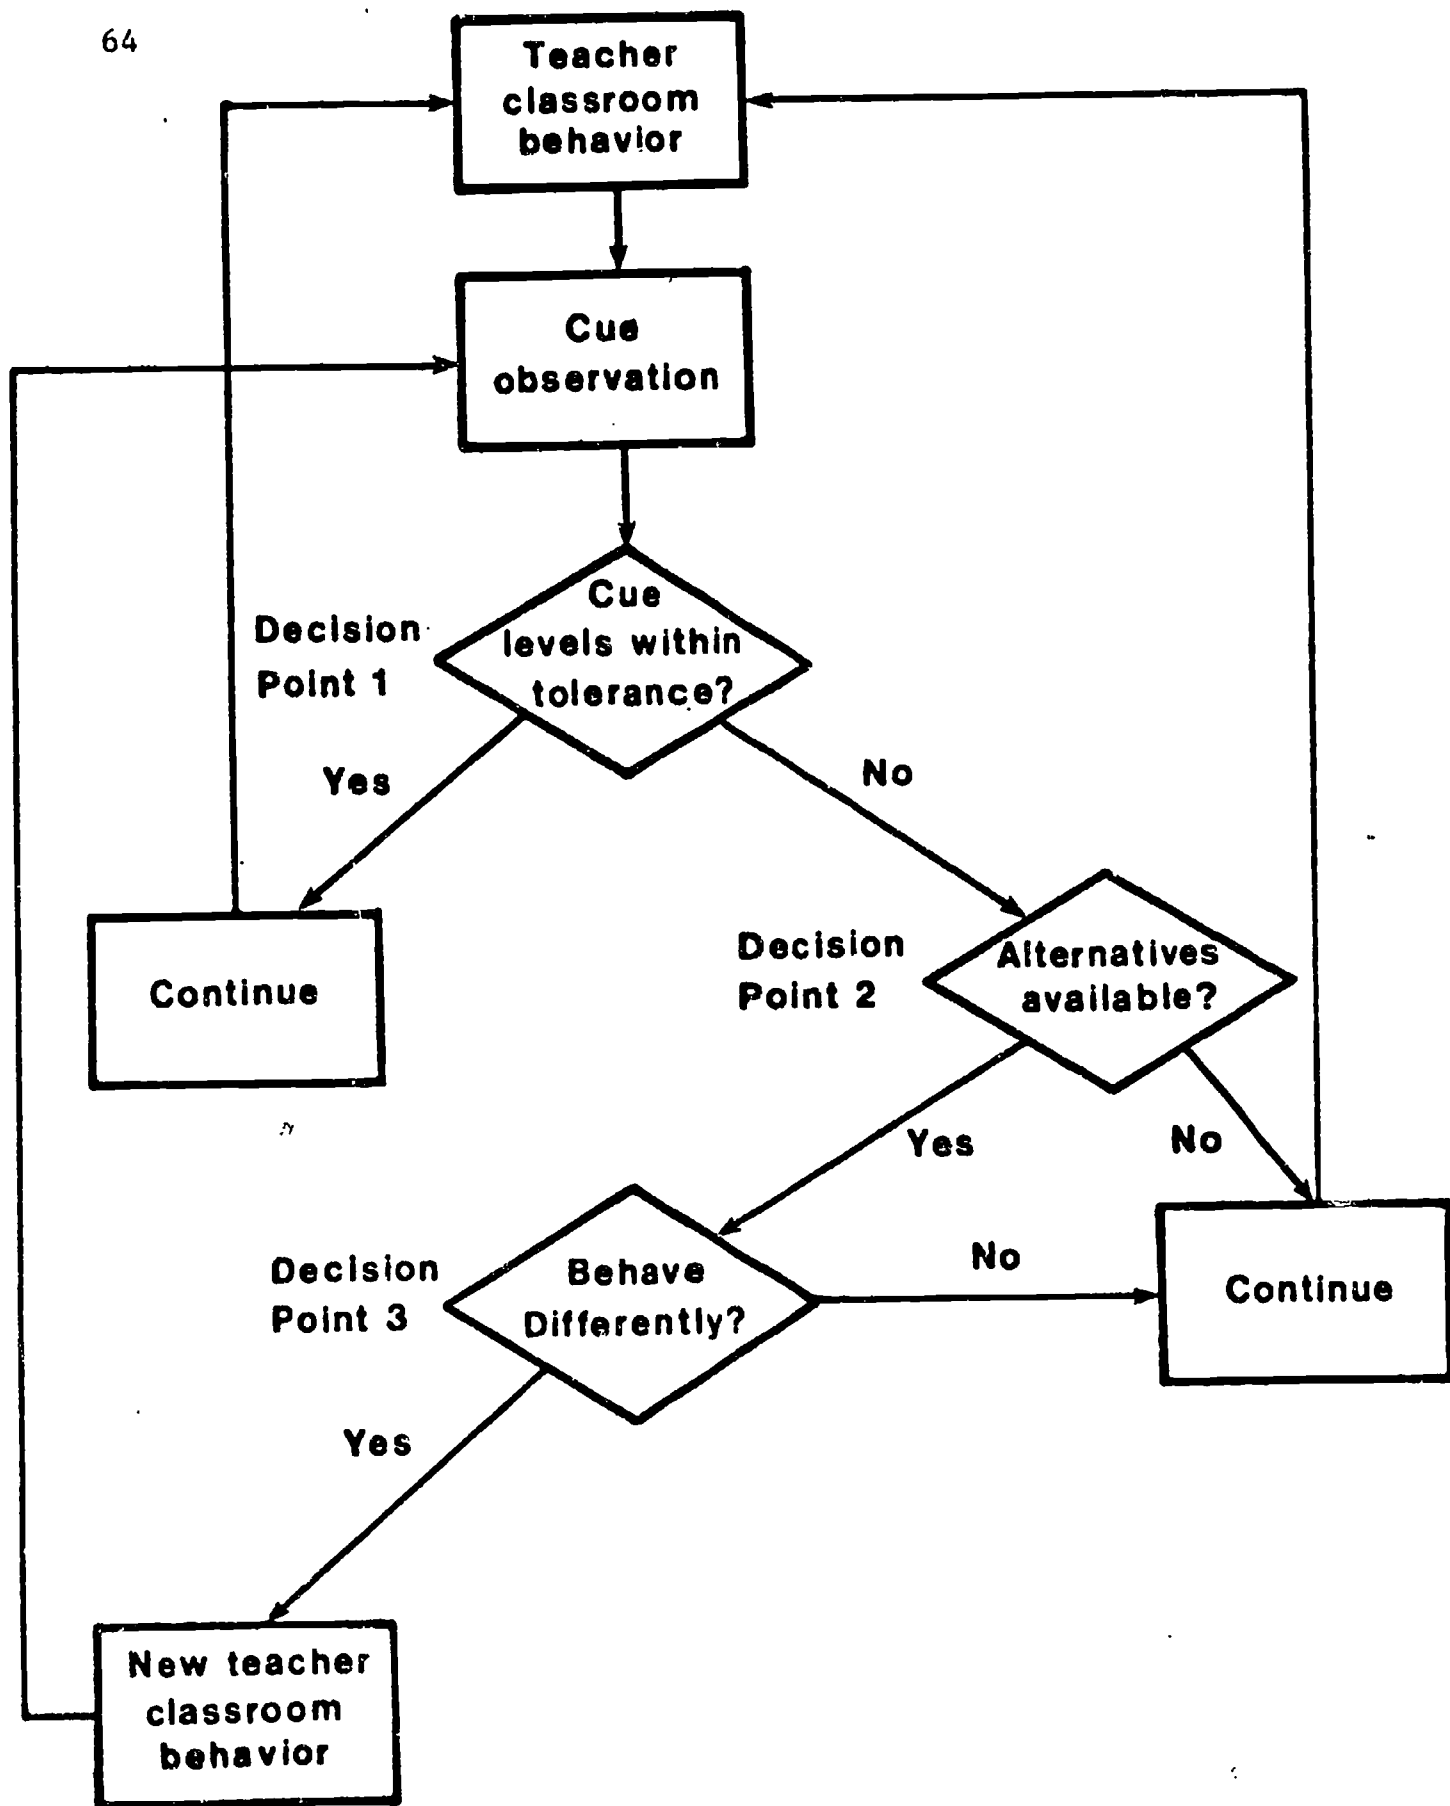 64
Teacher
classroom
behavior
Cue
observation
Decision
Point 1
Cue
levels within
tolerance?
Yes
No
Continue
Decision
Point 2
Alternatives
available?
Yes
No
Decision
Point 3
Behave
Differently?
No
Continue
Yes
New teacher
classroom
behavior